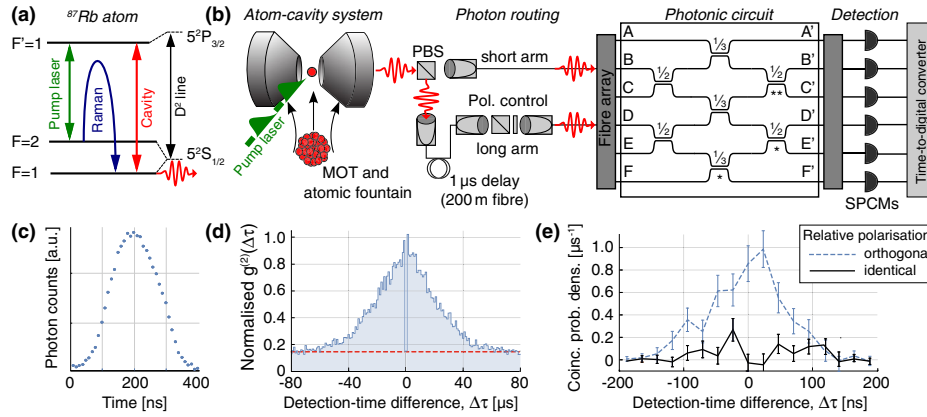 (a)
⁸⁷Rb atom
F'=1
5²P₃/₂
Pump laser
Raman
Cavity
D² line
F=2
5²S₁/₂
F=1
(b)
Atom-cavity system
Photon routing
Photonic circuit
Detection
PBS
short arm
Pol. control
long arm
Pump laser
MOT and
atomic fountain
1 µs delay
(200 m fibre)
Fibre array
A
B
C
D
E
F
⅓
½
½
**
⅓
½
½
*
⅓
*
A'
B'
C'
D'
E'
F'
SPCMs
Time-to-digital converter
(c)
Photon counts [a.u.]
0
200
400
Time [ns]
(d)
Normalised g⁽²⁾(Δτ)
1.0
0.8
0.6
0.4
0.2
0
-80
-40
0
40
80
Detection-time difference, Δτ [µs]
(e)
Coinc. prob. dens. [µs⁻¹]
1.0
0.8
0.6
0.4
0.2
0
-200
-100
0
100
200
Detection-time difference, Δτ [ns]
Relative polarisation
orthogonal
identical